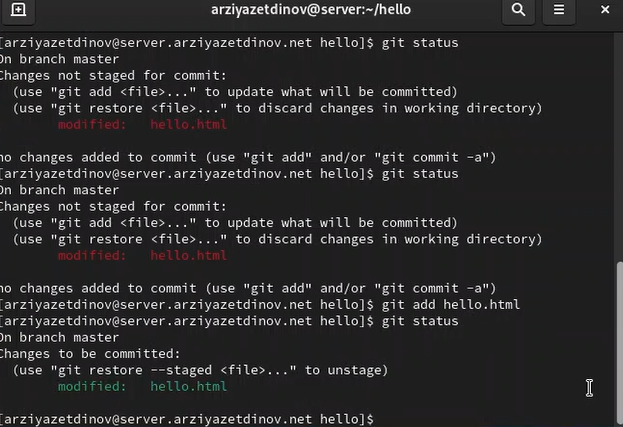 arziyazetdinov@server:~/hello
[arziyazetdinov@server.arziyazetdinov.net hello]$ git status
On branch master
Changes not staged for commit:
(use "git add <file>..." to update what will be committed)
(use "git restore <file>..." to discard changes in working directory)
modified: hello.html
no changes added to commit (use "git add" and/or "git commit -a")
[arziyazetdinov@server.arziyazetdinov.net hello]$ git status
On branch master
Changes not staged for commit:
(use "git add <file>..." to update what will be committed)
(use "git restore <file>..." to discard changes in working directory)
modified: hello.html
no changes added to commit (use "git add" and/or "git commit -a")
[arziyazetdinov@server.arziyazetdinov.net hello]$ git add hello.html
[arziyazetdinov@server.arziyazetdinov.net hello]$ git status
On branch master
Changes to be committed:
(use "git restore --staged <file>..." to unstage)
modified: hello.html
[arziyazetdinov@server.arziyazetdinov.net hello]$